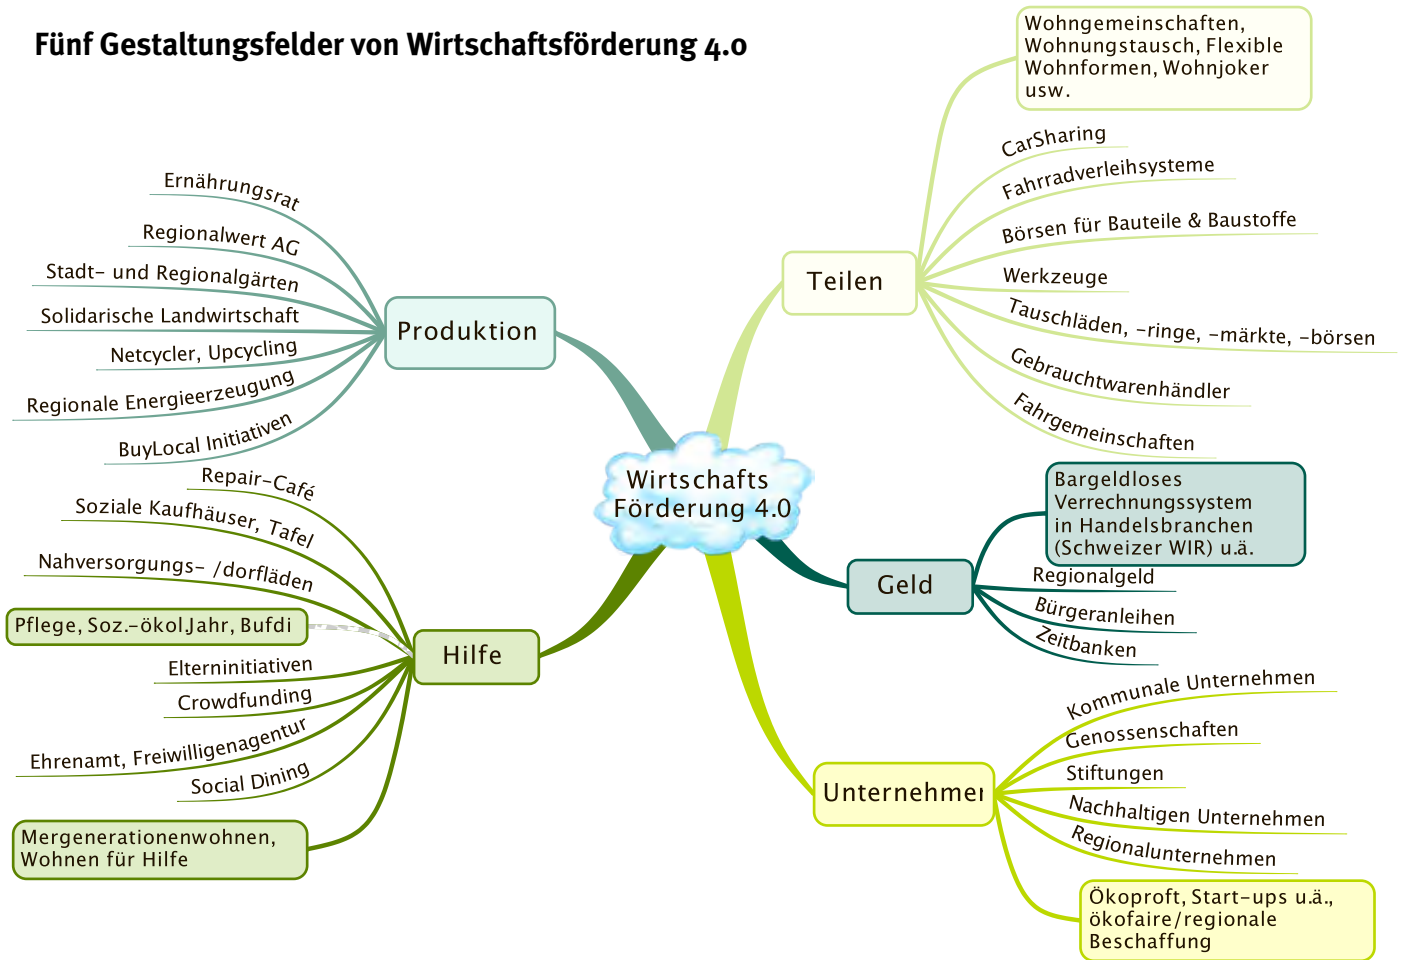 Fünf Gestaltungsfelder von Wirtschaftsförderung 4.0
Wirtschafts
Förderung 4.0
Produktion
Ernährungsrat
Regionalwert AG
Stadt- und Regionalgärten
Solidarische Landwirtschaft
Netcycler, Upcycling
Regionale Energieerzeugung
BuyLocal Initiativen
Hilfe
Repair-Café
Soziale Kaufhäuser, Tafel
Nahversorgungs- /dorfläden
Pflege, Soz.-ökol.Jahr, Bufdi
Elterninitiativen
Crowdfunding
Ehrenamt, Freiwilligenagentur
Social Dining
Mergenerationenwohnen,
Wohnen für Hilfe
Teilen
Wohngemeinschaften,
Wohnungstausch, Flexible
Wohnformen, Wohnjoker
usw.
CarSharing
Fahrradverleihsysteme
Börsen für Bauteile & Baustoffe
Werkzeuge
Tauschläden, -ringe, -märkte, -börsen
Gebrauchtwarenhändler
Fahrgemeinschaften
Geld
Bargeldloses
Verrechnungssystem
in Handelsbranchen
(Schweizer WIR) u.ä.
Regionalgeld
Bürgeranleihen
Zeitbanken
Unternehmen
Kommunale Unternehmen
Genossenschaften
Stiftungen
Nachhaltigen Unternehmen
Regionalunternehmen
Ökoproft, Start-ups u.ä.,
ökofaire/regionale
Beschaffung